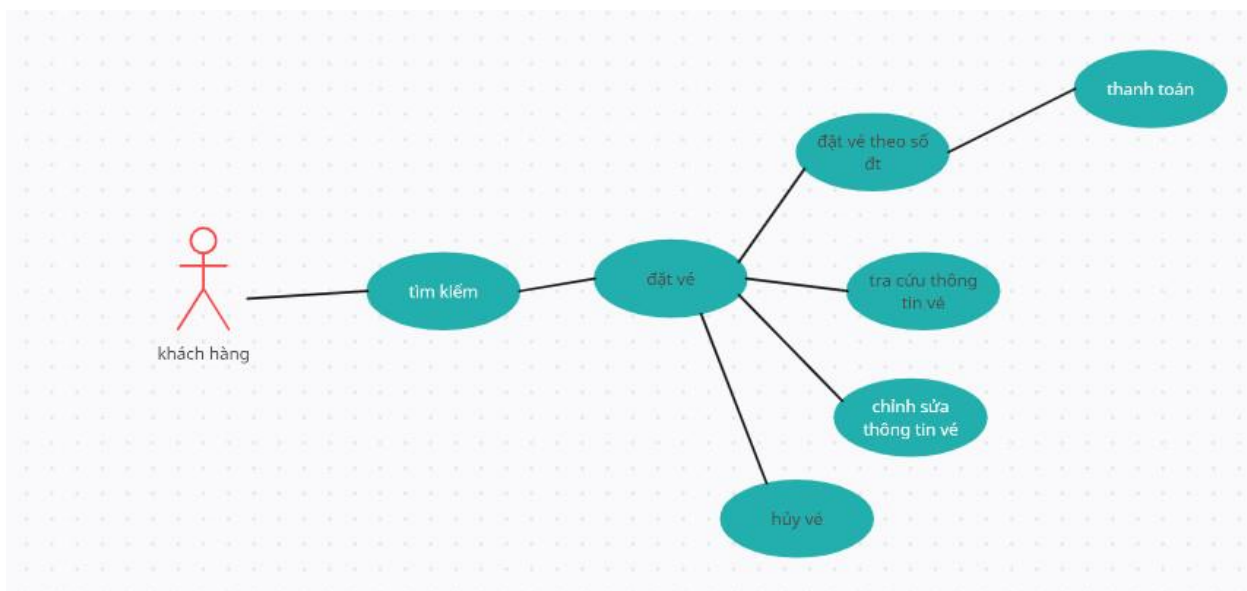 thanh toán
đặt vé theo số
đt
tìm kiếm
đặt vé
tra cứu thông
tin vé
khách hàng
chỉnh sửa
thông tin vé
hủy vé